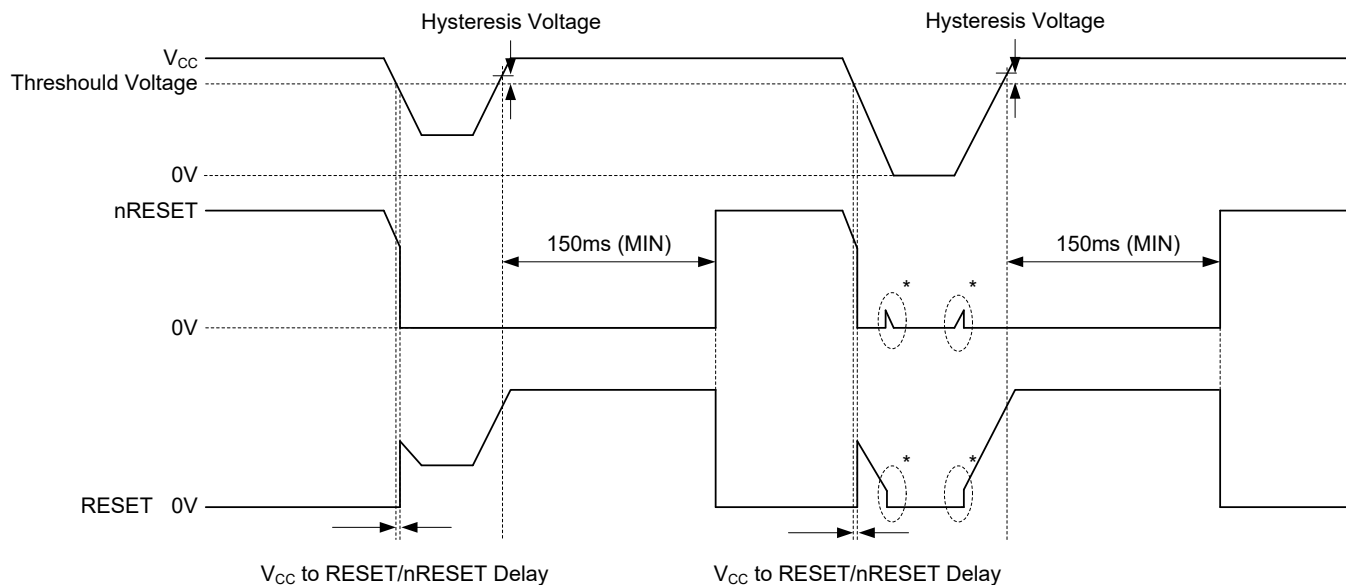 Hysteresis Voltage
Hysteresis Voltage
VCC
Threshould Voltage
0V
nRESET
150ms (MIN)
150ms (MIN)
*
*
0V
*
*
RESET 0V
VCC to RESET/nRESET Delay
VCC to RESET/nRESET Delay